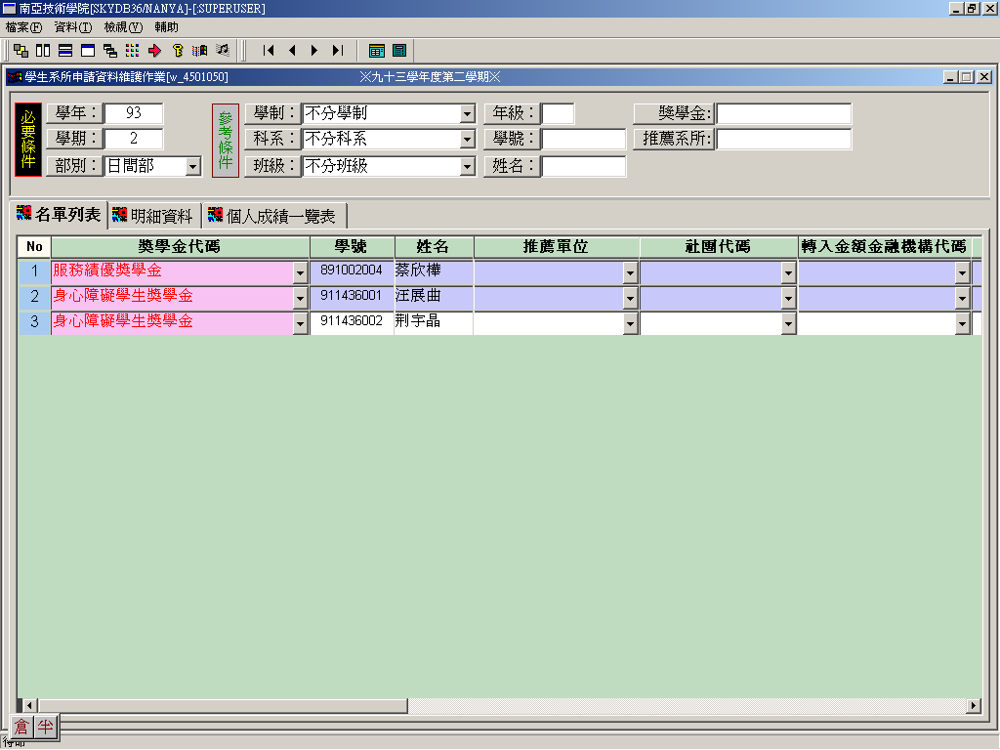 南亞技術學院[SKYDB36/NANYA]-[:SUPERUSER]
檔案(F) 資料(I) 檢視(V) 輔助
學生系所申請資料維護作業[w_4501050] ※九十三學年度第二學期※
必要條件 學年： 93 參考條件 學制： 不分學制 年級： 獎學金:
學期： 2 科系： 不分科系 學號： 推薦系所:
部別： 日間部 班級： 不分班級 姓名：
名單列表 明細資料 個人成績一覽表
No 獎學金代碼 學號 姓名 推薦單位 社團代碼 轉入金額金融機構代碼
1 服務績優獎學金 891002004 蔡欣樺
2 身心障礙學生獎學金 911436001 汪展曲
3 身心障礙學生獎學金 911436002 荊宇晶
倉 半
待命